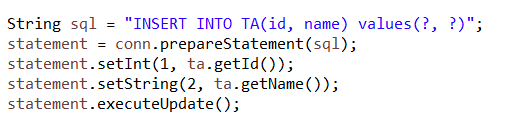 String sql = "INSERT INTO TA(id, name) values(?, ?)";
statement = conn.prepareStatement(sql);
statement.setInt(1, ta.getId());
statement.setString(2, ta.getName());
statement.executeUpdate();